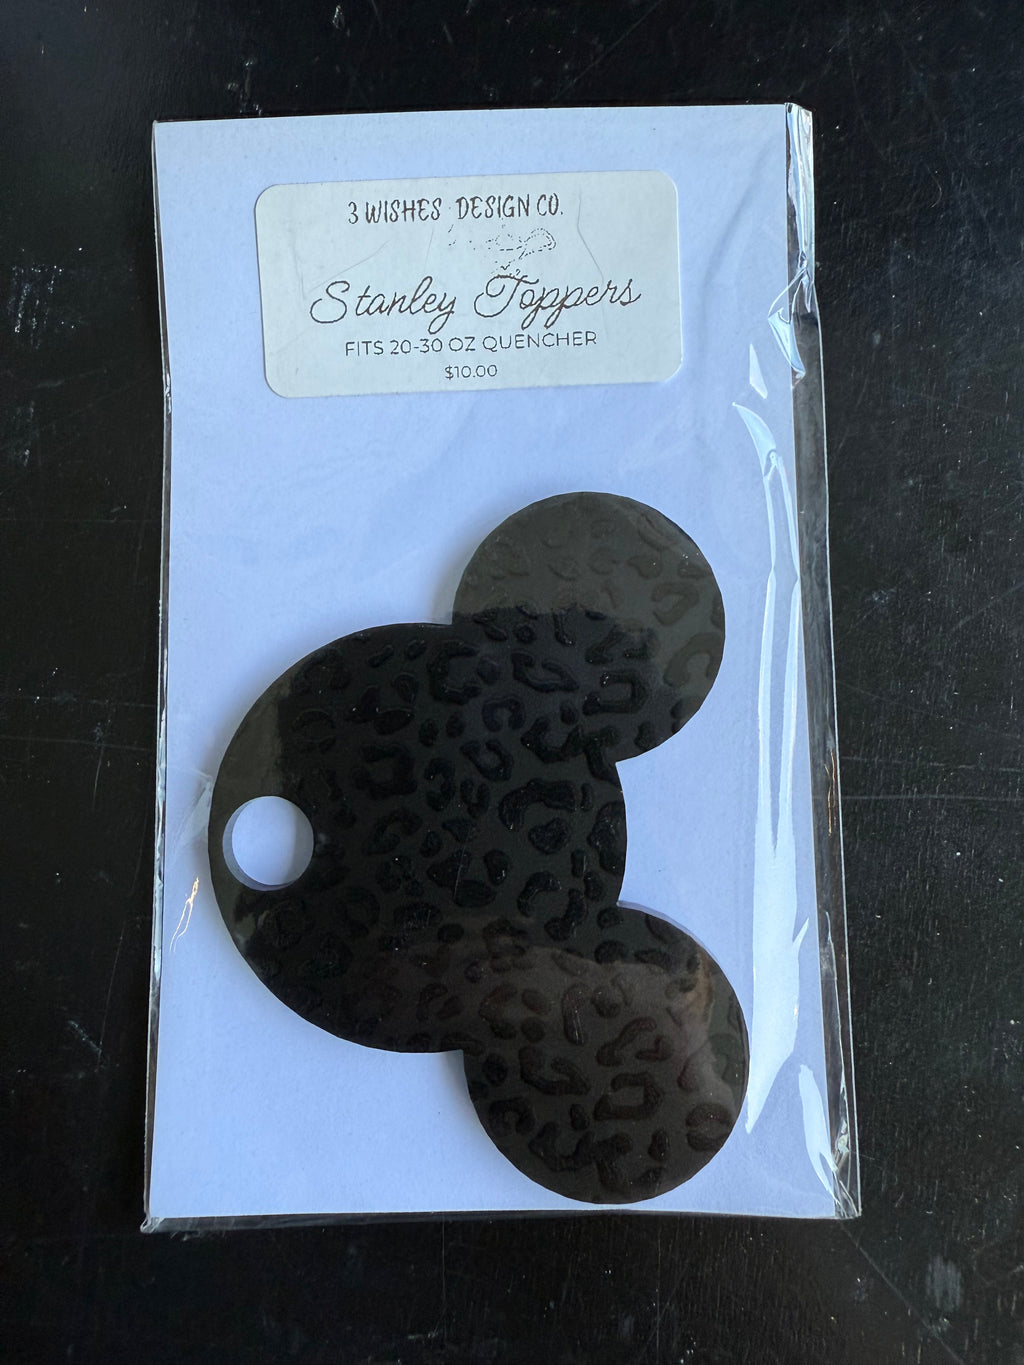 3 WISHES DESIGN CO.
Stanley Toppers
FITS 20-30 OZ QUENCHER
$10.00